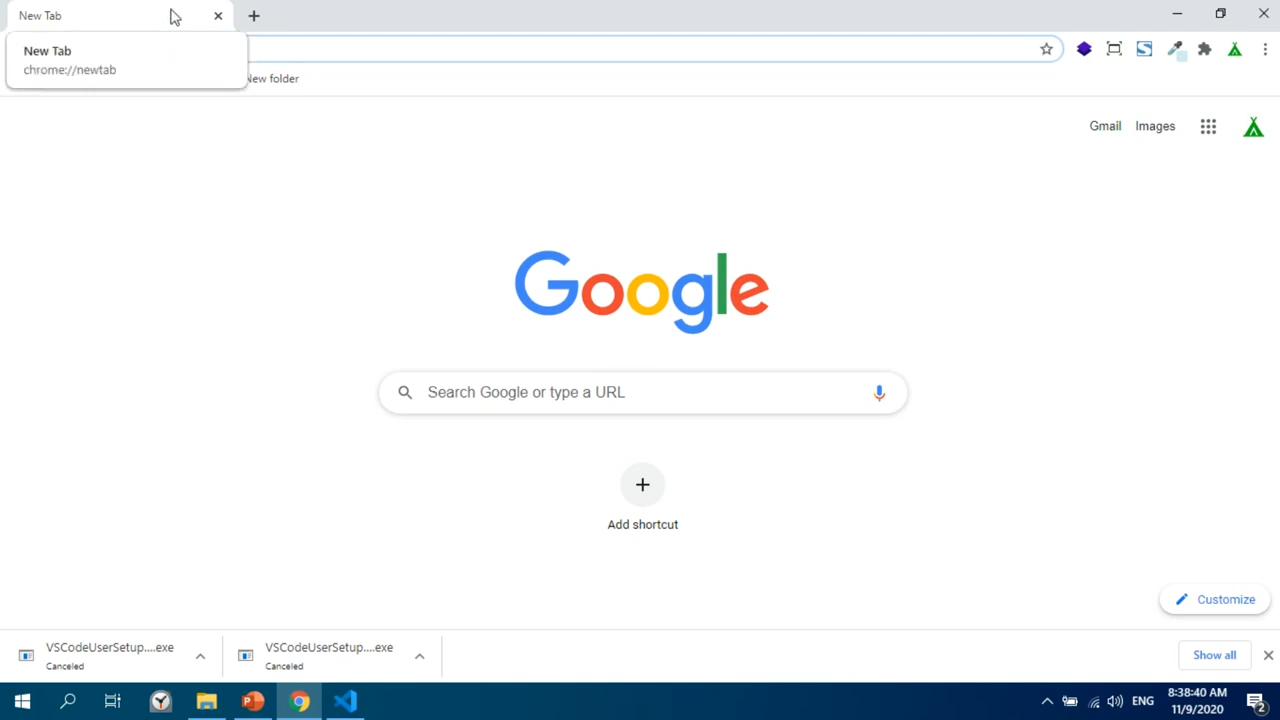 New Tab
New Tab
chrome://newtab
New folder
Gmail Images
Google
Search Google or type a URL
Add shortcut
Customize
VSCodeUserSetup....exe
Canceled
VSCodeUserSetup....exe
Canceled
Show all
ENG
8:38:40 AM
11/9/2020
2